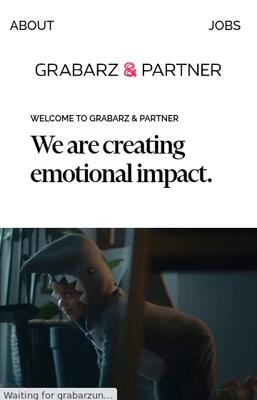 ABOUT
JOBS
GRABARZ & PARTNER
WELCOME TO GRABARZ & PARTNER
We are creating
emotional impact.
Waiting for grabarzun...